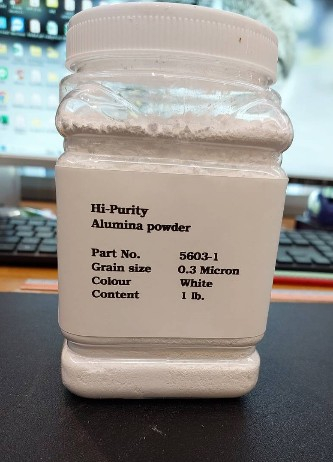 Hi-Purity
Alumina powder
Part No. 5603-1
Grain size 0.3 Micron
Colour White
Content 1 lb.